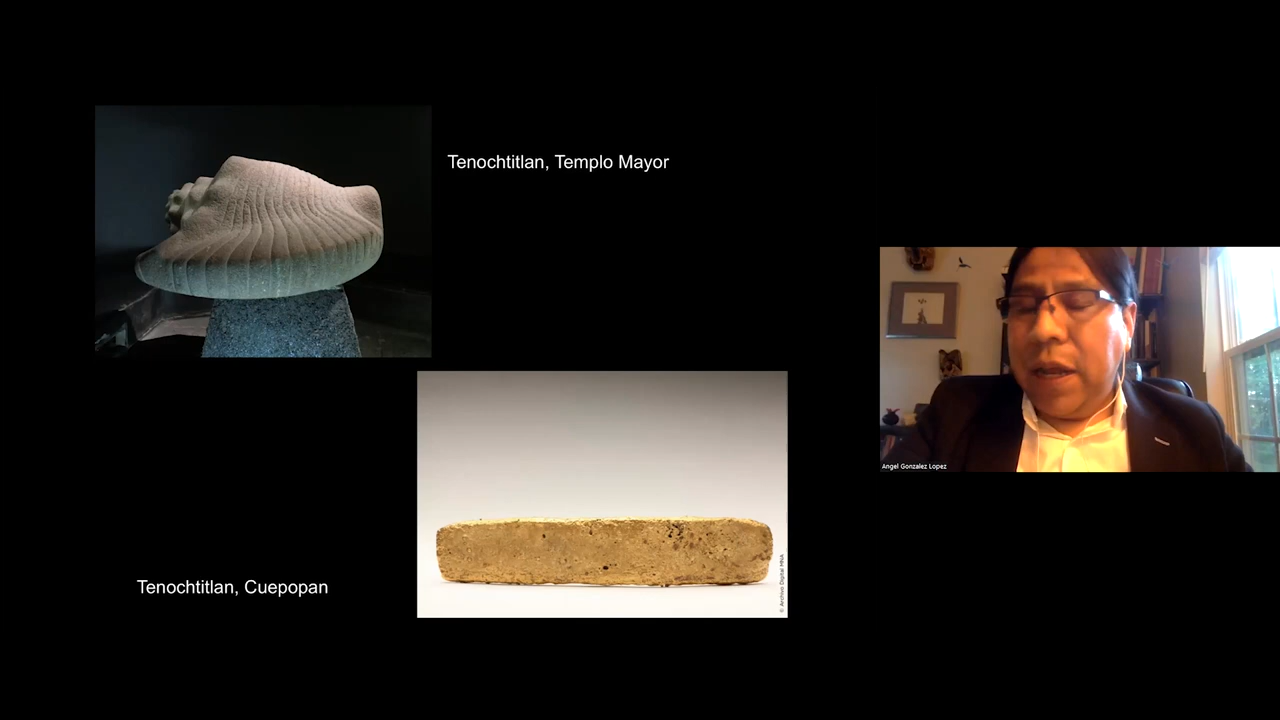 Tenochtitlan, Templo Mayor
Angel Gonzalez Lopez
© Archivo Digital MNA
Tenochtitlan, Cuepopan